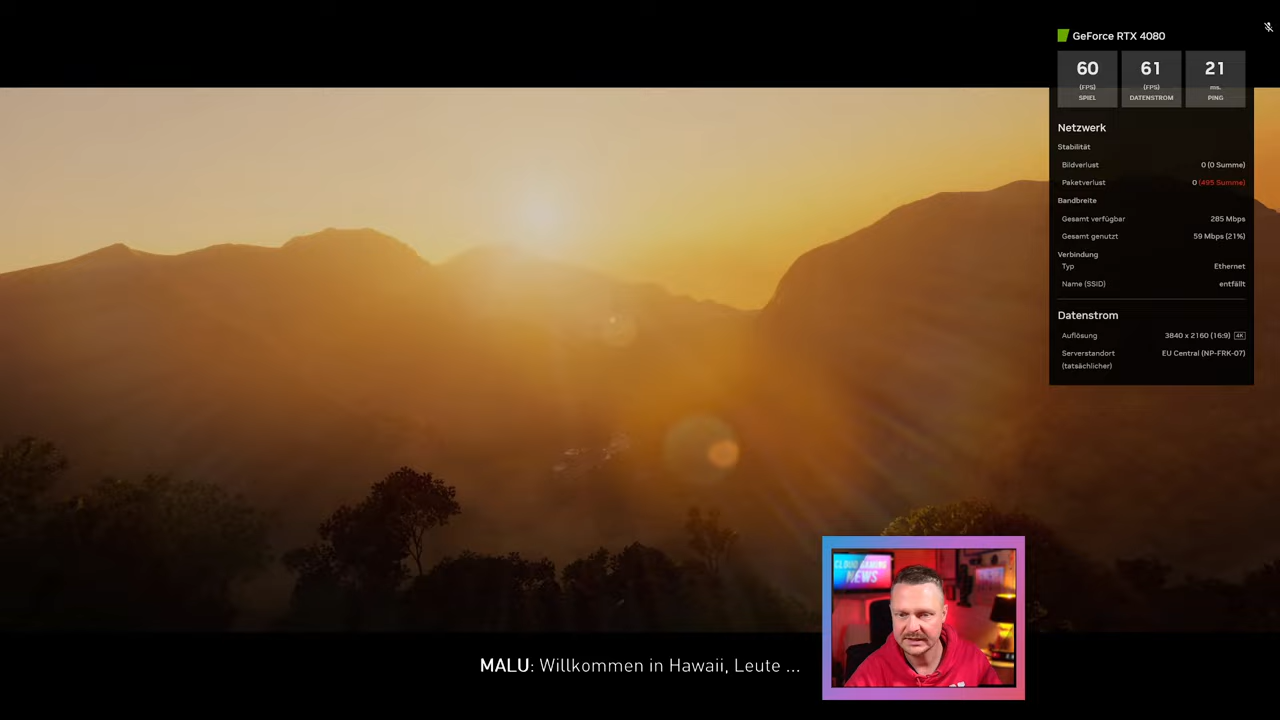 GeForce RTX 4080
60 61 21
(FPS) (FPS) ms.
SPIEL DATENSTROM PING
Netzwerk
Stabilität
Bildverlust 0 (0 Summe)
Paketverlust 0 (495 Summe)
Bandbreite
Gesamt verfügbar 285 Mbps
Gesamt genutzt 59 Mbps (21%)
Verbindung
Typ Ethernet
Name (SSID) entfällt
Datenstrom
Auflösung 3840 x 2160 (16:9) 4K
Serverstandort EU Central (NP-FRK-07)
(tatsächlicher)
CLOUD GAMING
NEWS
MALU: Willkommen in Hawaii, Leute ...